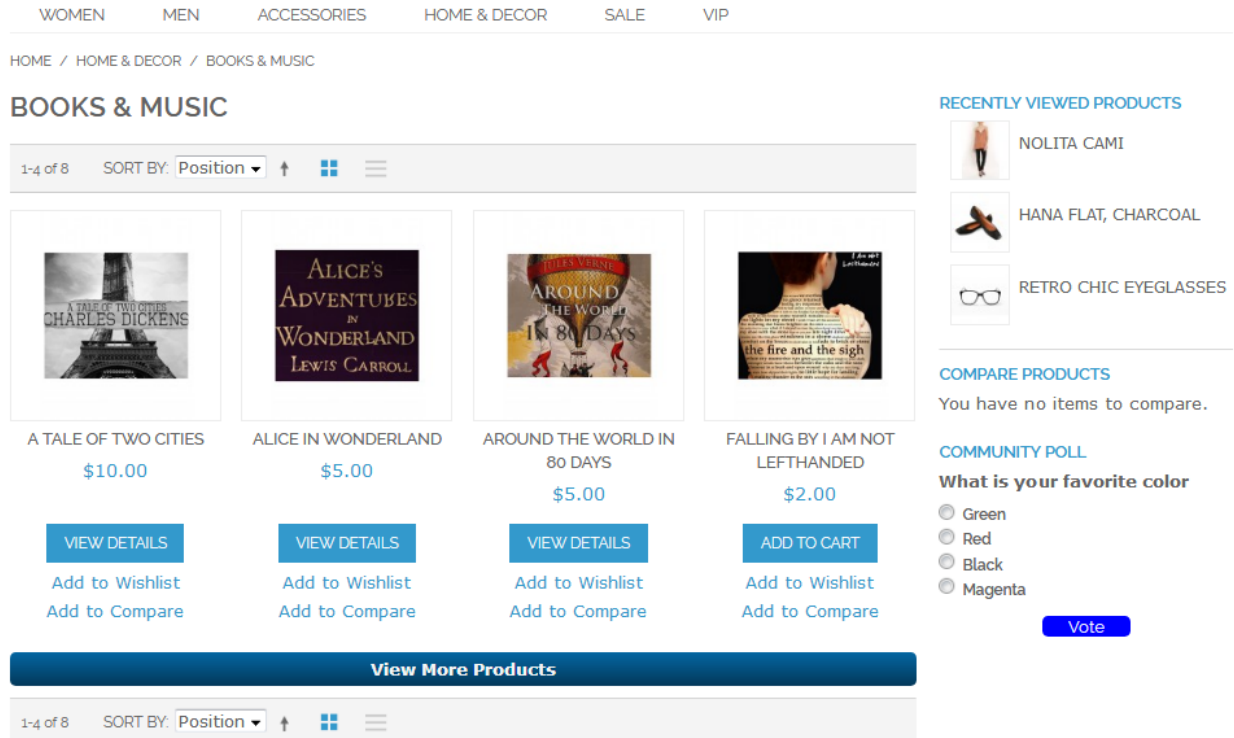 WOMEN MEN ACCESSORIES HOME & DECOR SALE VIP
HOME / HOME & DECOR / BOOKS & MUSIC
BOOKS & MUSIC
1-4 of 8 SORT BY: Position
A TALE OF TWO CITIES
CHARLES DICKENS
ALICE'S
ADVENTURES
IN
WONDERLAND
LEWIS CARROLL
JULES VERNE
AROUND
THE WORLD
IN 80 DAYS
I Am not
Lefthanded
the fire and the sigh
A TALE OF TWO CITIES
$10.00
VIEW DETAILS
Add to Wishlist
Add to Compare
ALICE IN WONDERLAND
$5.00
VIEW DETAILS
Add to Wishlist
Add to Compare
AROUND THE WORLD IN
80 DAYS
$5.00
VIEW DETAILS
Add to Wishlist
Add to Compare
FALLING BY I AM NOT
LEFTHANDED
$2.00
ADD TO CART
Add to Wishlist
Add to Compare
View More Products
1-4 of 8 SORT BY: Position
RECENTLY VIEWED PRODUCTS
NOLITA CAMI
HANA FLAT, CHARCOAL
RETRO CHIC EYEGLASSES
COMPARE PRODUCTS
You have no items to compare.
COMMUNITY POLL
What is your favorite color
Green
Red
Black
Magenta
Vote